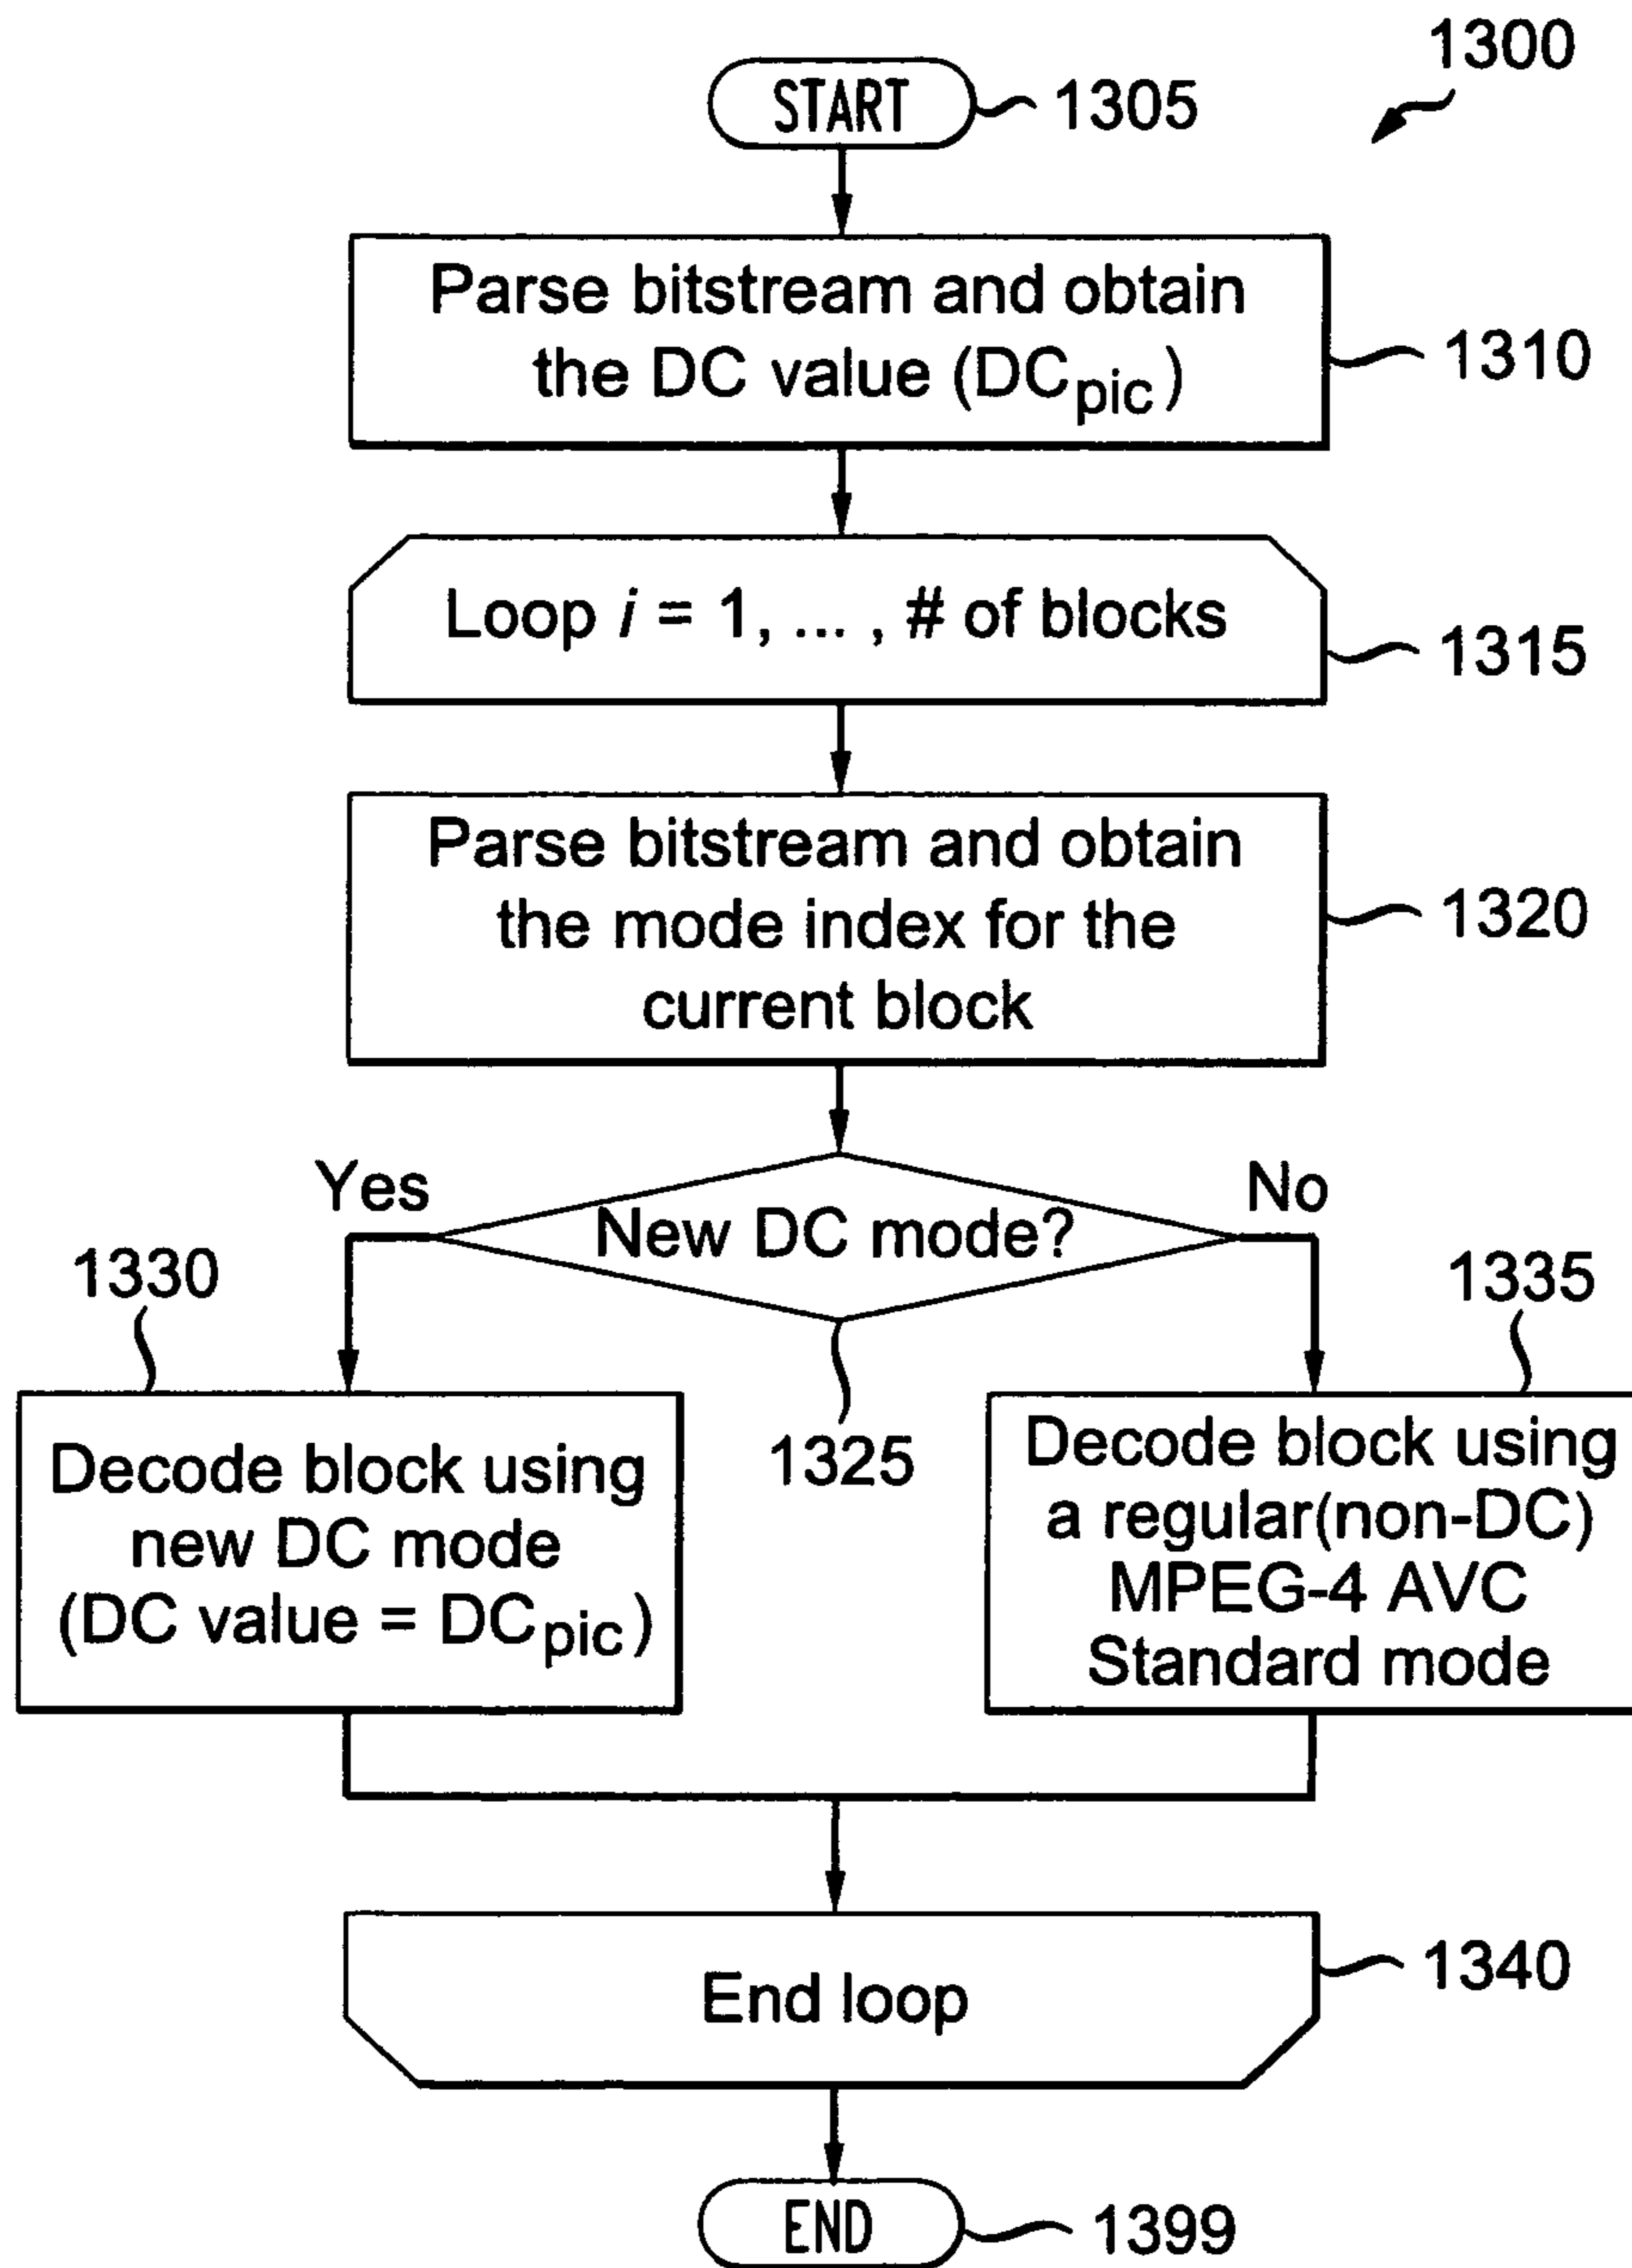 1300
START
1305
Parse bitstream and obtain
the DC value (DCpic)
1310
Loop i = 1, ... , # of blocks
1315
Parse bitstream and obtain
the mode index for the
current block
1320
Yes
No
New DC mode?
1330
1335
1325
Decode block using
new DC mode
(DC value = DCpic)
Decode block using
a regular(non-DC)
MPEG-4 AVC
Standard mode
End loop
1340
END
1399